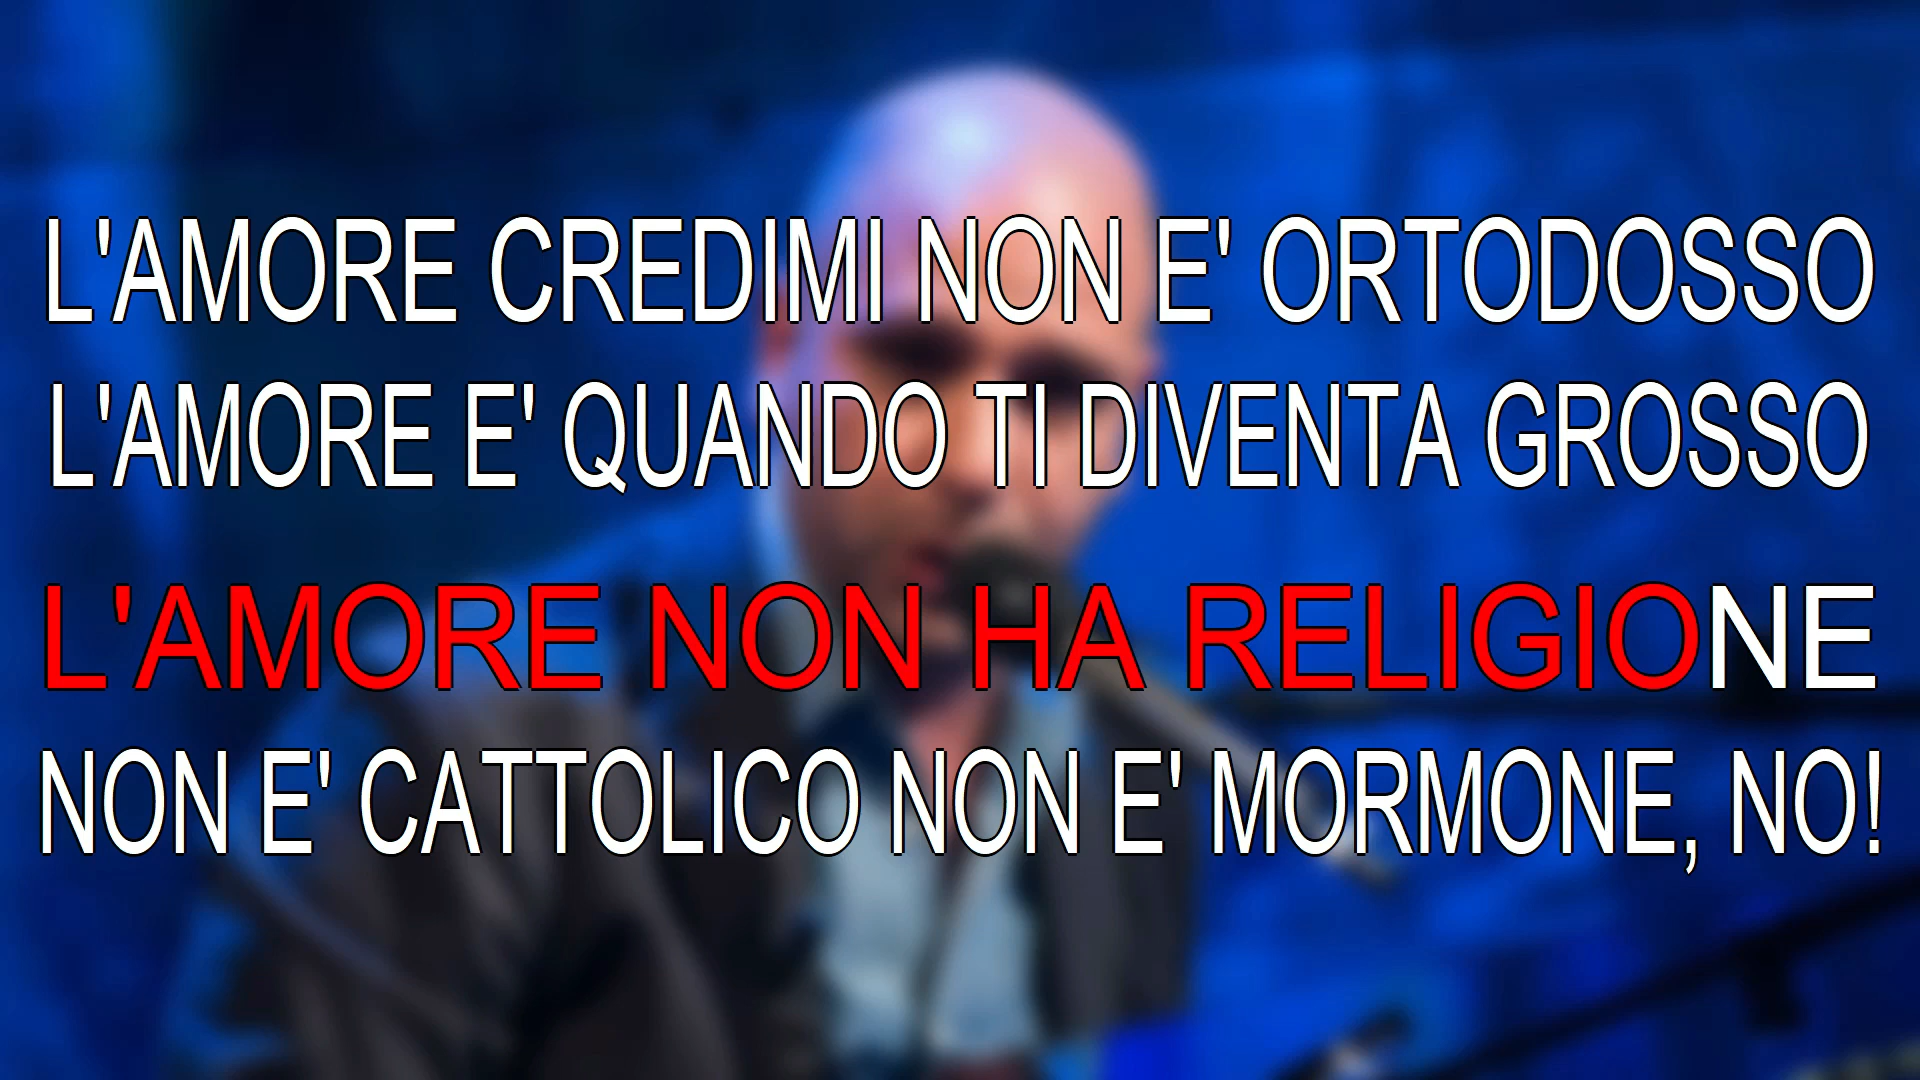 L'AMORE CREDIMI NON E' ORTODOSSO
L'AMORE E' QUANDO TI DIVENTA GROSSO
L'AMORE NON HA RELIGIONE
NON E' CATTOLICO NON E' MORMONE, NO!